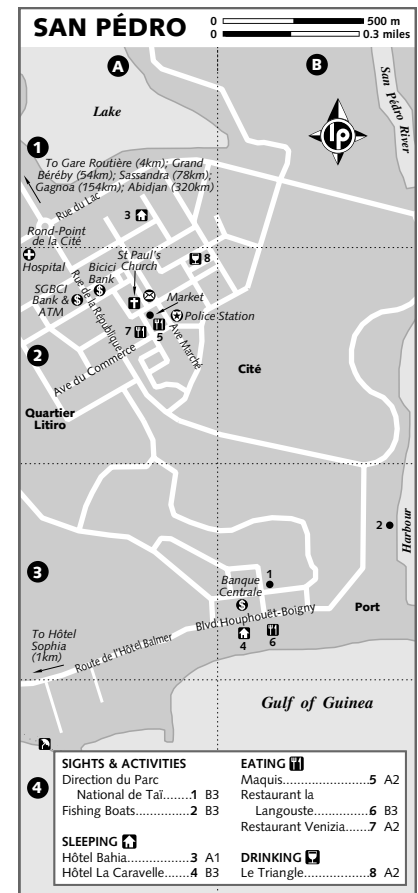 SAN PÉDRO
0 500 m
0 0.3 miles
A
B
Lake
San Pédro River
lp
1
To Gare Routière (4km); Grand
Béréby (54km); Sassandra (78km);
Gagnoa (154km); Abidjan (320km)
Rue du Lac
3
Rond-Point
de la Cité
Hospital
St Paul's
Church
8
Bicici
Bank
SGBCI
Bank &
ATM
Rue de la République
Market
Police Station
7
5
Ave Marché
2
Ave du Commerce
Cité
Quartier
Litiro
2
Harbour
3
1
Banque
Centrale
Port
Blvd Houphouët-Boigny
To Hôtel
Sophia
(1km)
Route de l'Hôtel Balmer
4
6
Gulf of Guinea
4
SIGHTS & ACTIVITIES
Direction du Parc
National de Taï........1 B3
Fishing Boats................2 B3
SLEEPING
Hôtel Bahia..................3 A1
Hôtel La Caravelle.......4 B3
EATING
Maquis........................5 A2
Restaurant la
Langouste................6 B3
Restaurant Venizia......7 A2
DRINKING
Le Triangle..................8 A2